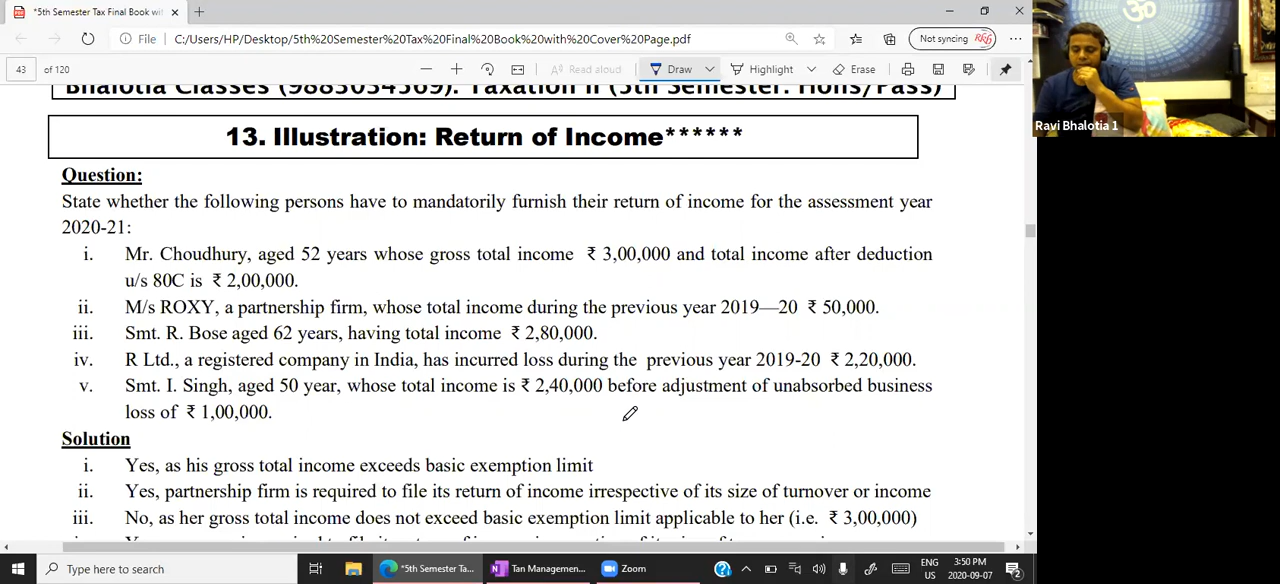 *5th Semester Tax Final Book wit
File C:/Users/HP/Desktop/5th%20Semester%20Tax%20Final%20Book%20with%20Cover%20Page.pdf
Not syncing
43 of 120
Read aloud
Draw
Highlight
Erase
Bhalotia Classes (9883034569): Taxation II (5th Semester: Hons/Pass)
13. Illustration: Return of Income******
Question:
State whether the following persons have to mandatorily furnish their return of income for the assessment year
2020-21:
i. Mr. Choudhury, aged 52 years whose gross total income ₹ 3,00,000 and total income after deduction
u/s 80C is ₹ 2,00,000.
ii. M/s ROXY, a partnership firm, whose total income during the previous year 2019—20 ₹ 50,000.
iii. Smt. R. Bose aged 62 years, having total income ₹ 2,80,000.
iv. R Ltd., a registered company in India, has incurred loss during the previous year 2019-20 ₹ 2,20,000.
v. Smt. I. Singh, aged 50 year, whose total income is ₹ 2,40,000 before adjustment of unabsorbed business
loss of ₹ 1,00,000.
Solution
i. Yes, as his gross total income exceeds basic exemption limit
ii. Yes, partnership firm is required to file its return of income irrespective of its size of turnover or income
iii. No, as her gross total income does not exceed basic exemption limit applicable to her (i.e. ₹ 3,00,000)
Ravi Bhalotia 1
Type here to search
*5th Semester Ta...
Tan Managemen...
Zoom
ENG
US
3:50 PM
2020-09-07